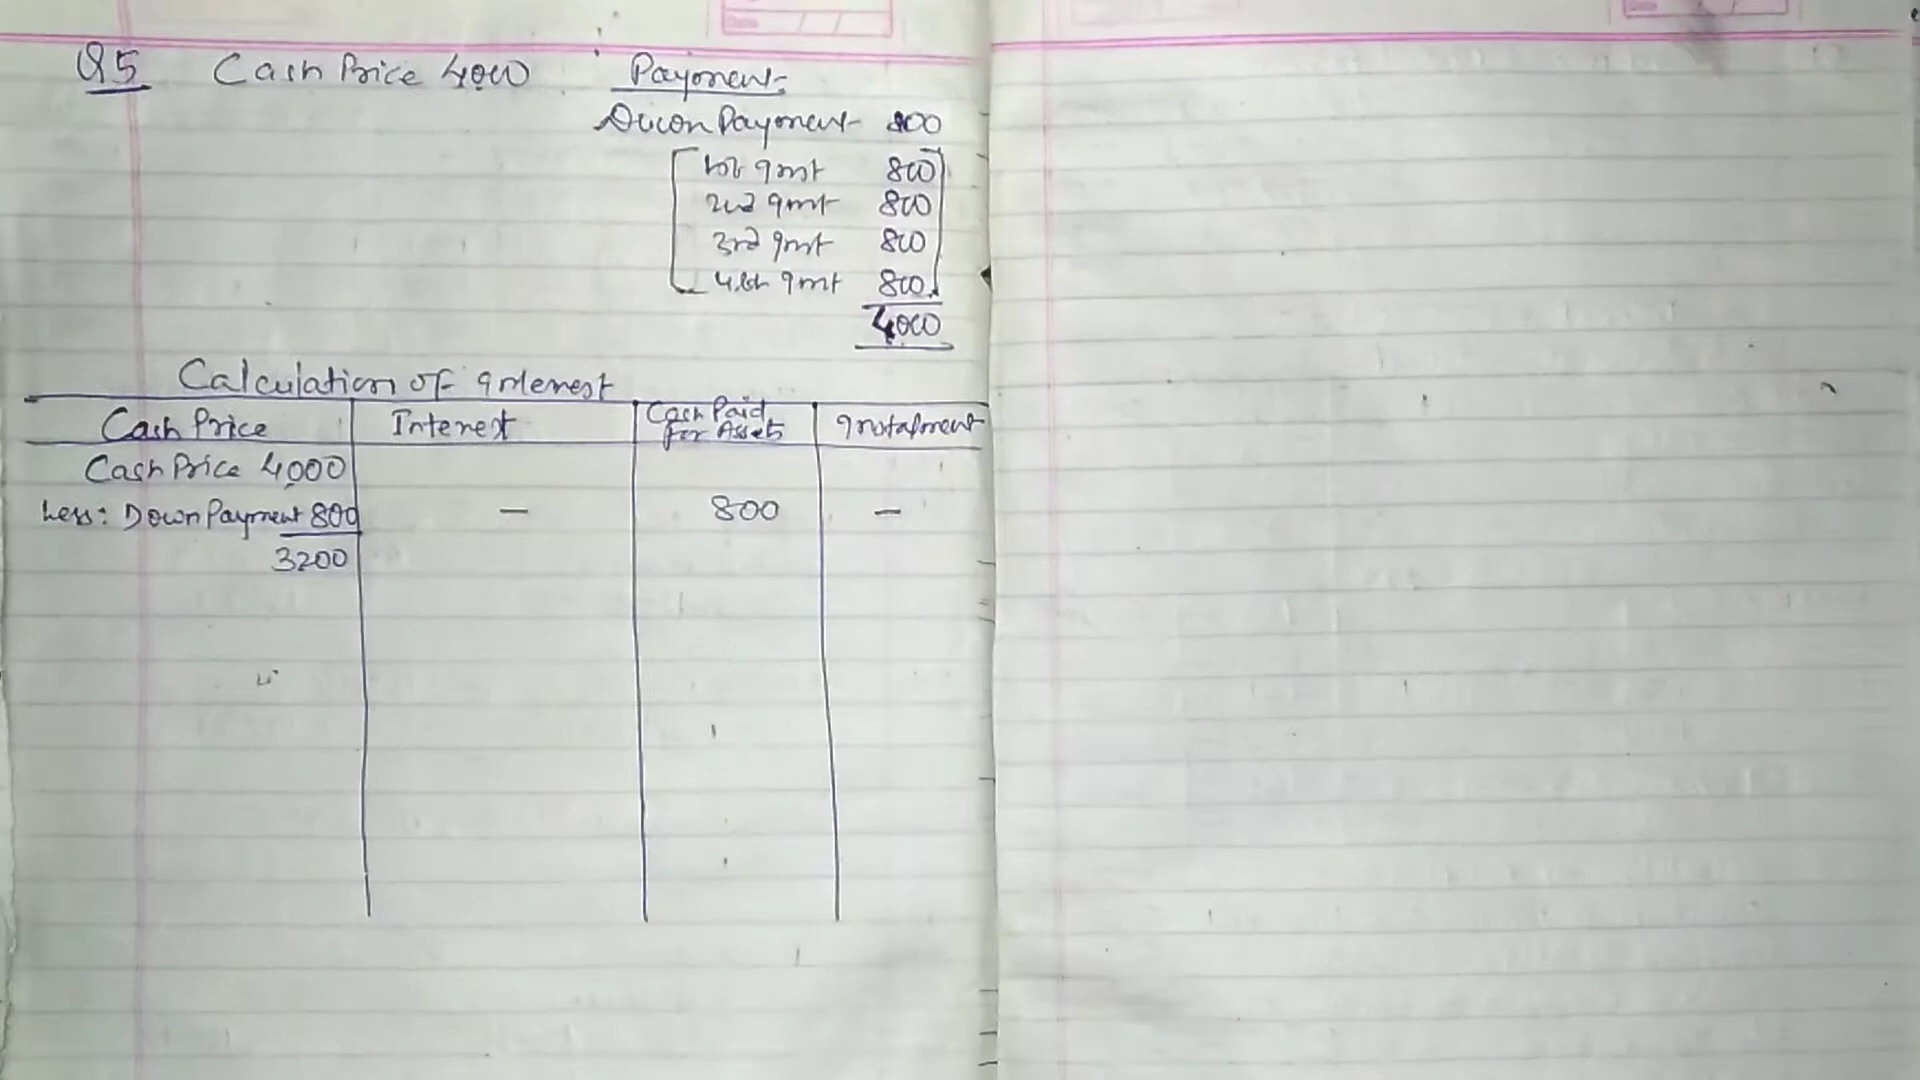 Q5 Cash Price 4000 Payment:
Down Payment 800
1st Inst 800
2nd Inst 800
3rd Inst 800
4th Inst 800
4000
Calculation of Interest
Cash Price Interest Cash Paid for Assets Instalment
Cash Price 4000
Less: Down Payment 800 — 800 —
3200